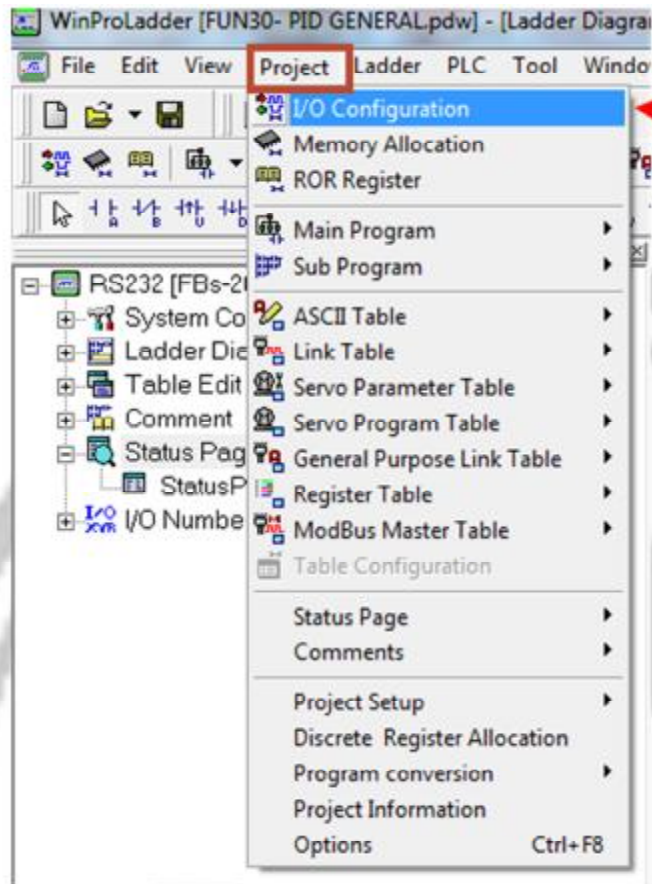 WinProLadder [FUN30- PID GENERAL.pdw] - [Ladder Diagra
File Edit View Project Ladder PLC Tool Windo
I/O Configuration
Memory Allocation
ROR Register
Main Program
Sub Program
RS232 [FBs-2
System Co
ASCII Table
Ladder Die
Link Table
Table Edit
Servo Parameter Table
Comment
Servo Program Table
Status Pag
General Purpose Link Table
StatusP
Register Table
I/O Numbe
ModBus Master Table
Table Configuration
Status Page
Comments
Project Setup
Discrete Register Allocation
Program conversion
Project Information
Options Ctrl+F8